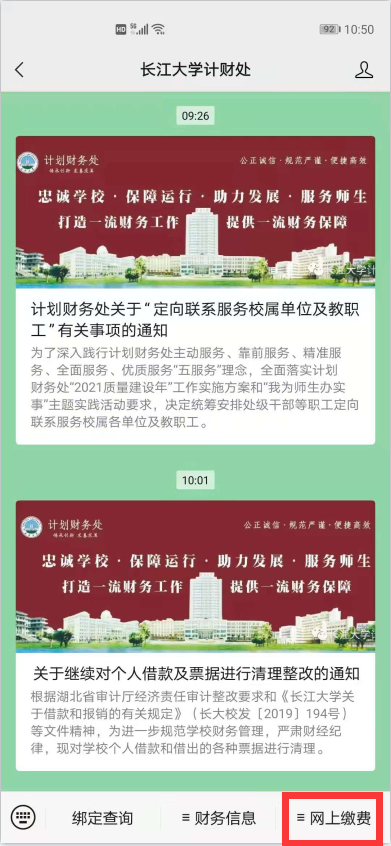 HD 5G 92 10:50
长江大学计财处
09:26
计划财务处 公正诚信·规范严谨·便捷高效
忠诚学校·保障运行·助力发展·服务师生
打造一流财务工作 提供一流财务保障
长江大学计
计划财务处关于“定向联系服务校属单位及教职
工”有关事项的通知
为了深入践行计划财务处主动服务、靠前服务、精准服
务、全面服务、优质服务“五服务”理念，全面落实计划
财务处“2021质量建设年”工作实施方案和“我为师生办实
事”主题实践活动要求，决定统筹安排处级干部等职工定向
联系服务校属各单位及教职工。
10:01
计划财务处 公正诚信·规范严谨·便捷高效
忠诚学校·保障运行·助力发展·服务师生
打造一流财务工作 提供一流财务保障
长江大学计
关于继续对个人借款及票据进行清理整改的通知
根据湖北省审计厅经济责任审计整改要求和《长江大学关
于借款和报销的有关规定》（长大校发［2019］194号）
等文件精神，为进一步规范学校财务管理，严肃财经纪
律，现对学校个人借款和借出的各种票据进行清理。
绑定查询 财务信息 网上缴费